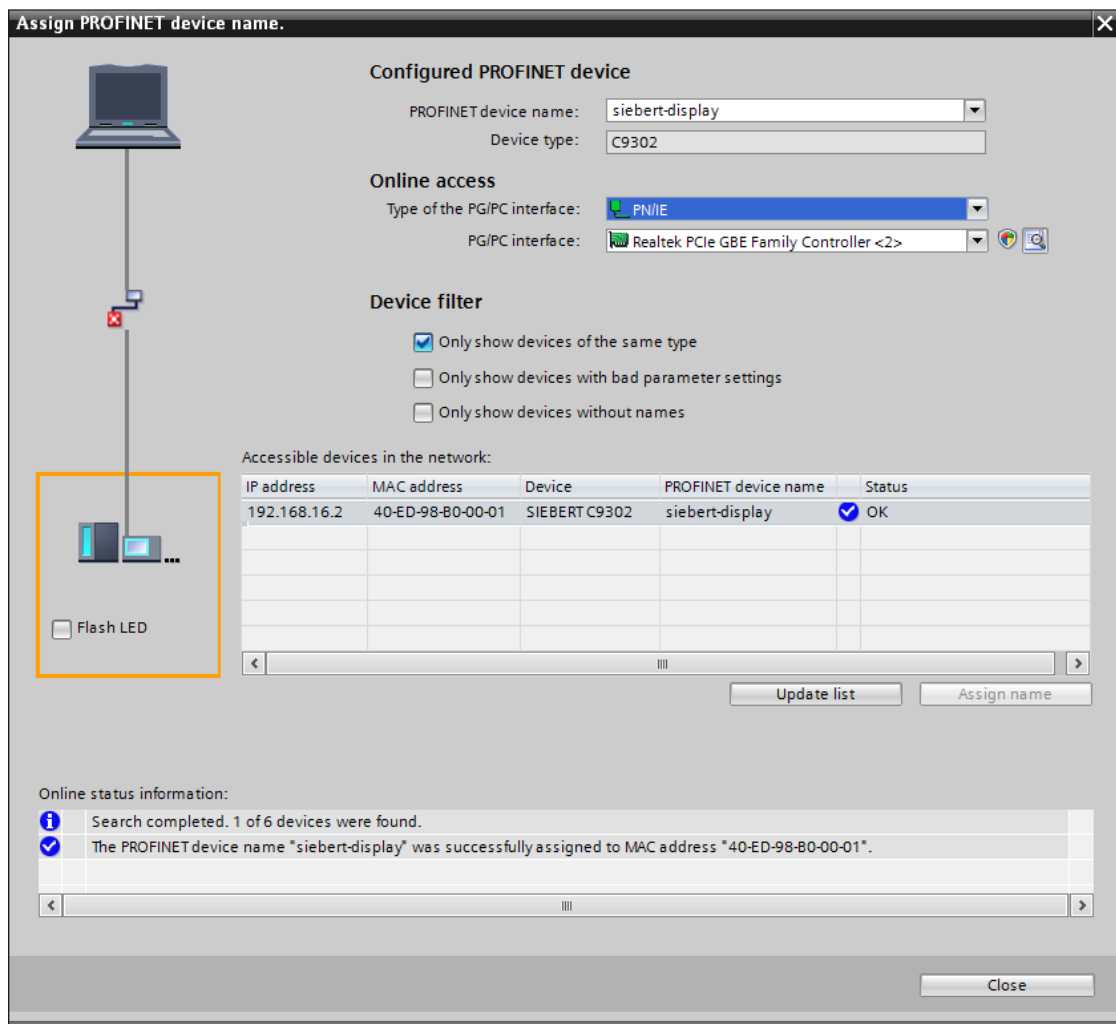 Assign PROFINET device name.
Configured PROFINET device
PROFINET device name: siebert-display
Device type: C9302
Online access
Type of the PG/PC interface: PN/IE
PG/PC interface: Realtek PCIe GBE Family Controller <2>
Device filter
Only show devices of the same type
Only show devices with bad parameter settings
Only show devices without names
Accessible devices in the network:
IP address MAC address Device PROFINET device name Status
192.168.16.2 40-ED-98-B0-00-01 SIEBERT C9302 siebert-display OK
Flash LED
Update list Assign name
Online status information:
Search completed. 1 of 6 devices were found.
The PROFINET device name "siebert-display" was successfully assigned to MAC address "40-ED-98-B0-00-01".
Close